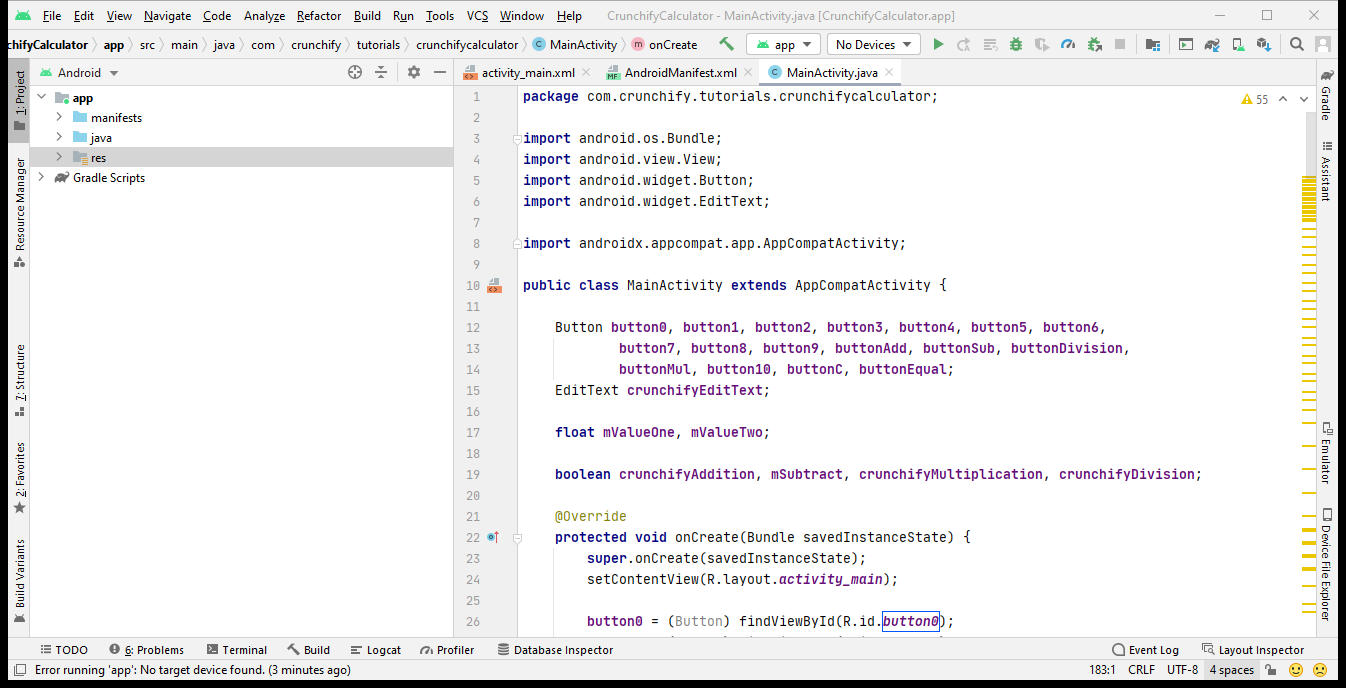 File Edit View Navigate Code Analyze Refactor Build Run Tools VCS Window Help CrunchifyCalculator - MainActivity.java [CrunchifyCalculator.app]
chifyCalculator app src main java com crunchify tutorials crunchifycalculator MainActivity onCreate app No Devices
Android
activity_main.xml AndroidManifest.xml MainActivity.java
app
manifests
java
res
Gradle Scripts
1: Project
Resource Manager
7: Structure
2: Favorites
Build Variants
55
1 package com.crunchify.tutorials.crunchifycalculator;
2
3 import android.os.Bundle;
4 import android.view.View;
5 import android.widget.Button;
6 import android.widget.EditText;
7
8 import androidx.appcompat.app.AppCompatActivity;
9
10 public class MainActivity extends AppCompatActivity {
11
12 Button button0, button1, button2, button3, button4, button5, button6,
13 button7, button8, button9, buttonAdd, buttonSub, buttonDivision,
14 buttonMul, button10, buttonC, buttonEqual;
15 EditText crunchifyEditText;
16
17 float mValueOne, mValueTwo;
18
19 boolean crunchifyAddition, mSubtract, crunchifyMultiplication, crunchifyDivision;
20
21 @Override
22 protected void onCreate(Bundle savedInstanceState) {
23 super.onCreate(savedInstanceState);
24 setContentView(R.layout.activity_main);
25
26 button0 = (Button) findViewById(R.id.button0);
Gradle
Assistant
Emulator
Device File Explorer
TODO 6: Problems Terminal Build Logcat Profiler Database Inspector Event Log Layout Inspector
Error running 'app': No target device found. (3 minutes ago) 183:1 CRLF UTF-8 4 spaces